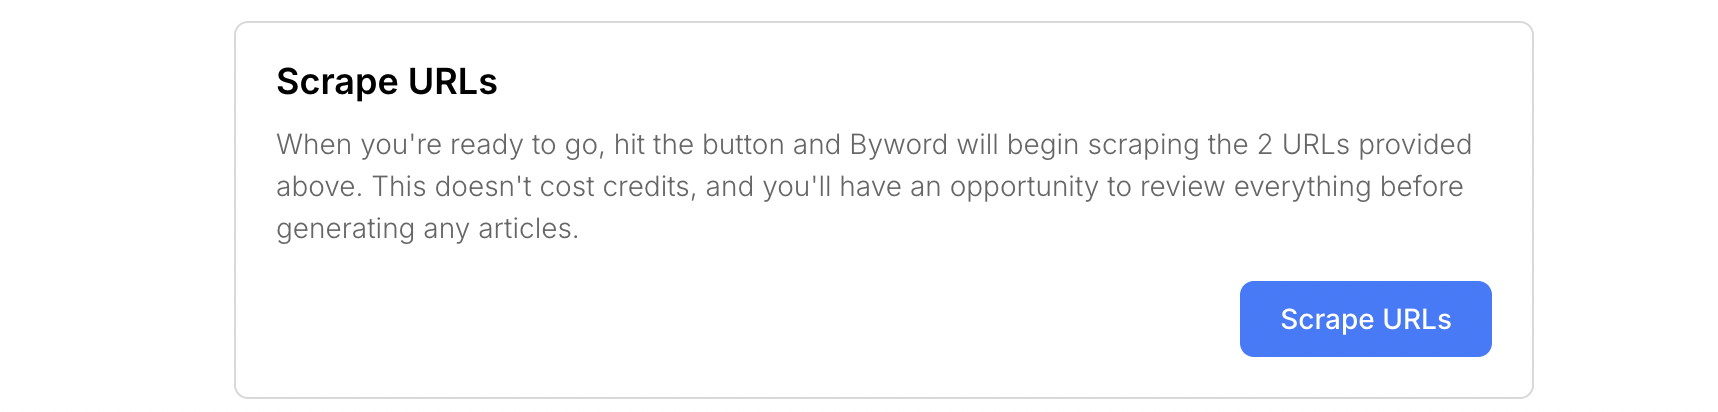 Scrape URLs
When you're ready to go, hit the button and Byword will begin scraping the 2 URLs provided
above. This doesn't cost credits, and you'll have an opportunity to review everything before
generating any articles.
Scrape URLs